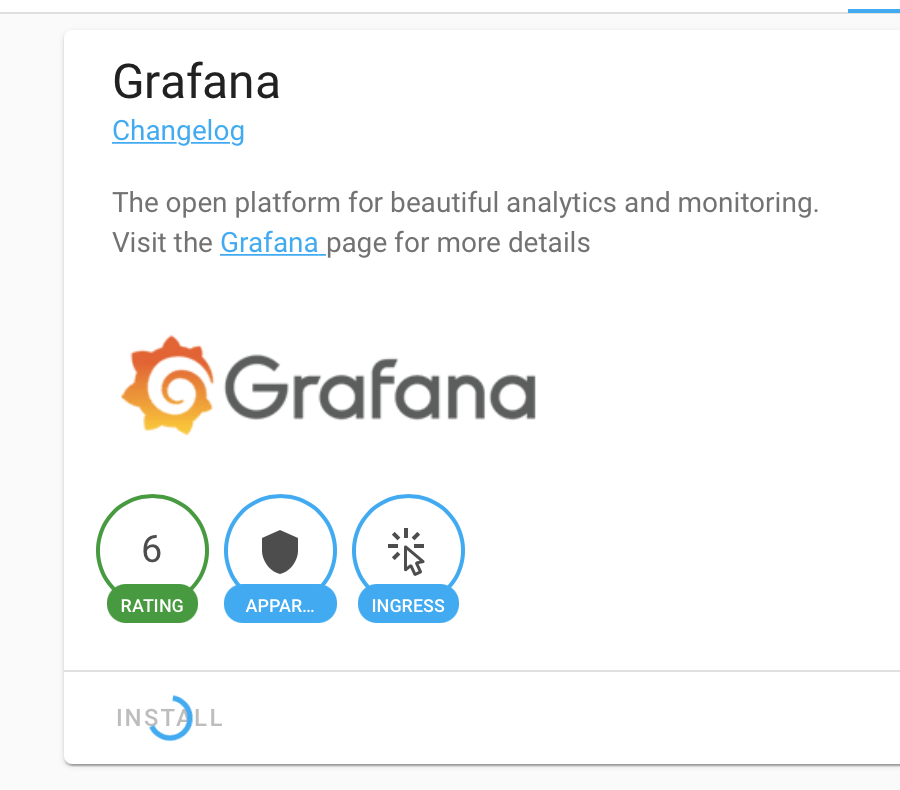 Grafana
Changelog
The open platform for beautiful analytics and monitoring.
Visit the Grafana page for more details
Grafana
6
RATING
APPAR...
INGRESS
INSTALL